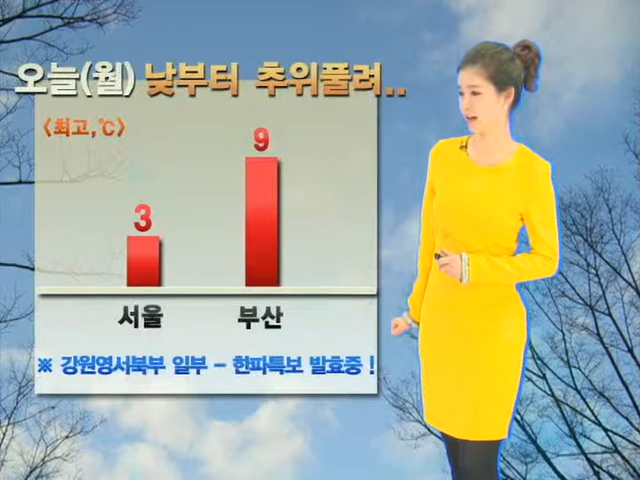 오늘(월) 낮부터 추위풀려..
〈최고,℃〉
9
3
서울 부산
※ 강원영서북부 일부 - 한파특보 발효중 !